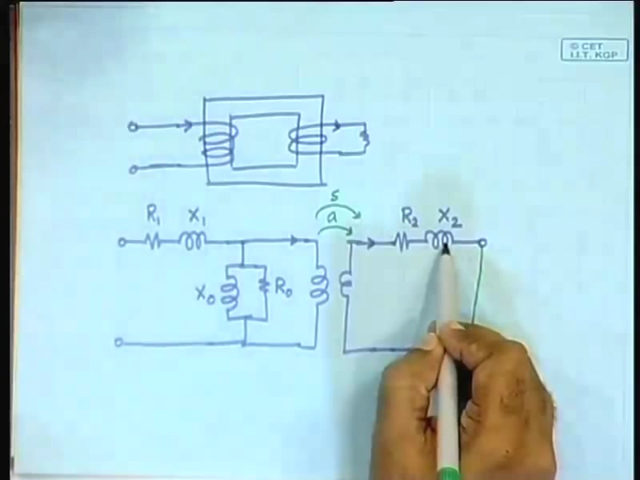 © CET
I.I.T. KGP
s
a
R₁ X₁
R₂ X₂
X₀ R₀